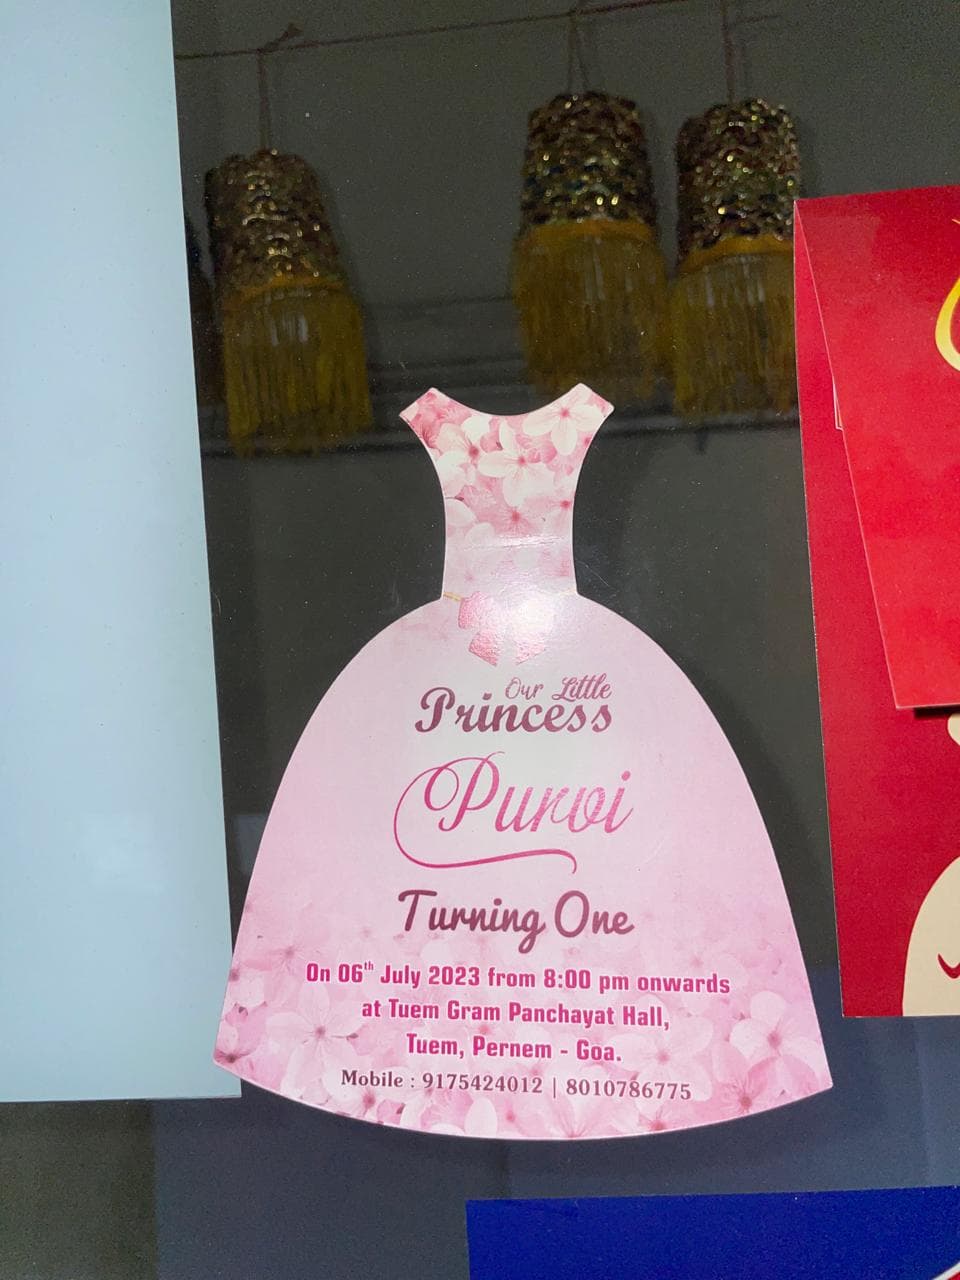 Our Little
Princess
Purvi
Turning One
On 06th July 2023 from 8:00 pm onwards
at Tuem Gram Panchayat Hall,
Tuem, Pernem - Goa.
Mobile : 9175424012 | 8010786775